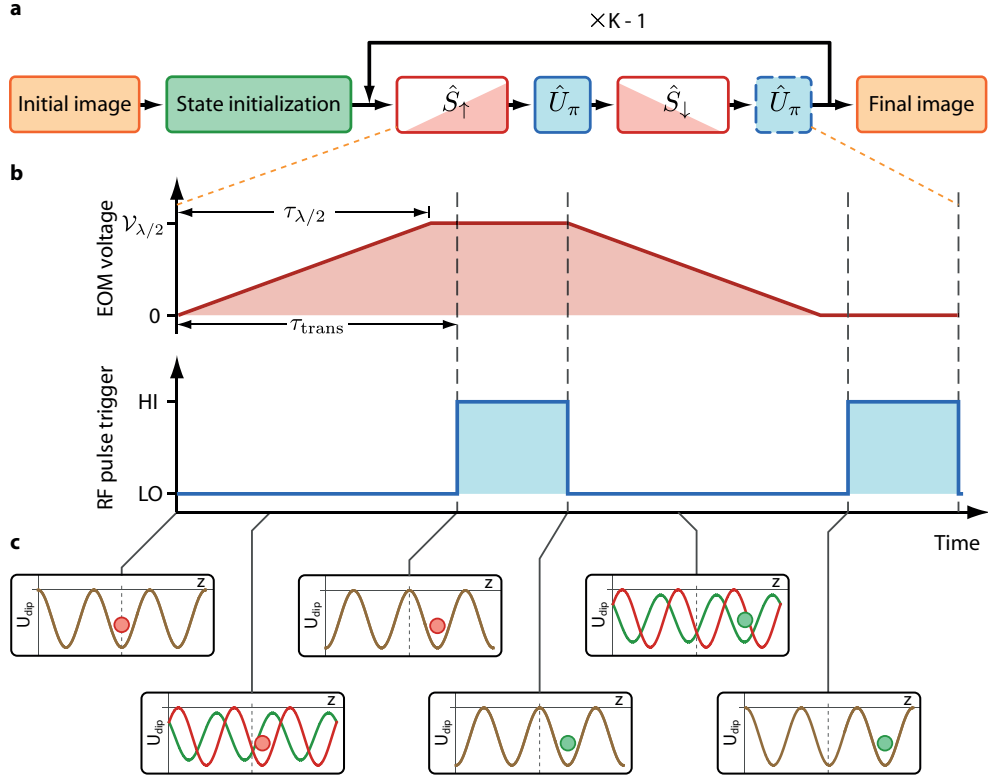 a
×K - 1
Initial image
State initialization
Ŝ↑
Û_π
Ŝ↓
Û_π
Final image
b
EOM voltage
𝒱_λ/2
0
τ_λ/2
τ_trans
RF pulse trigger
HI
LO
Time
c
U_dip
z
U_dip
z
U_dip
z
U_dip
z
U_dip
z
U_dip
z